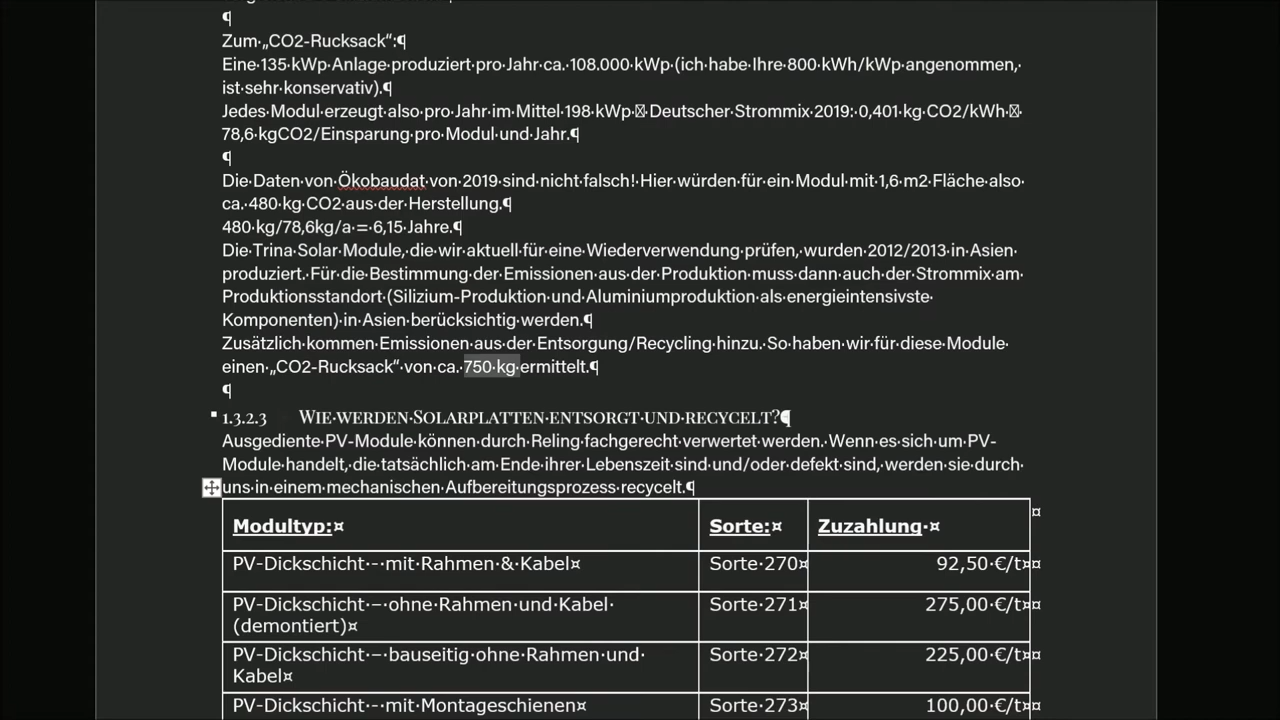 Zum „CO2-Rucksack“:¶
Eine 135 kWp Anlage produziert pro Jahr ca. 108.000 kWp (ich habe Ihre 800 kWh/kWp angenommen,
ist sehr konservativ).¶
Jedes Modul erzeugt also pro Jahr im Mittel 198 kWp Deutscher Strommix 2019: 0,401 kg CO2/kWh
78,6 kgCO2/Einsparung pro Modul und Jahr.¶
¶
Die Daten von Ökobaudat von 2019 sind nicht falsch! Hier würden für ein Modul mit 1,6 m2 Fläche also
ca. 480 kg CO2 aus der Herstellung.¶
480 kg/78,6kg/a = 6,15 Jahre.¶
Die Trina Solar Module, die wir aktuell für eine Wiederverwendung prüfen, wurden 2012/2013 in Asien
produziert. Für die Bestimmung der Emissionen aus der Produktion muss dann auch der Strommix am
Produktionsstandort (Silizium-Produktion und Aluminiumproduktion als energieintensivste
Komponenten) in Asien berücksichtig werden.¶
Zusätzlich kommen Emissionen aus der Entsorgung/Recycling hinzu. So haben wir für diese Module
einen „CO2-Rucksack“ von ca. 750 kg ermittelt.¶
¶
1.3.2.3 Wie werden Solarplatten entsorgt und recycelt?¶
Ausgediente PV-Module können durch Reling fachgerecht verwertet werden. Wenn es sich um PV-
Module handelt, die tatsächlich am Ende ihrer Lebenszeit sind und/oder defekt sind, werden sie durch
uns in einem mechanischen Aufbereitungsprozess recycelt.¶
Modultyp:¤ Sorte:¤ Zuzahlung ¤
PV-Dickschicht - mit Rahmen & Kabel¤ Sorte 270¤ 92,50 €/t¤
PV-Dickschicht – ohne Rahmen und Kabel
(demontiert)¤ Sorte 271¤ 275,00 €/t¤
PV-Dickschicht – bauseitig ohne Rahmen und
Kabel¤ Sorte 272¤ 225,00 €/t¤
PV-Dickschicht – mit Montageschienen¤ Sorte 273¤ 100,00 €/t¤